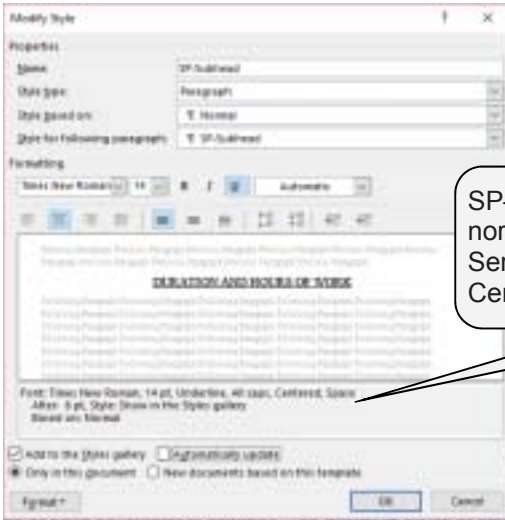 Modify Style ? ×
Properties
Name: SP-Subhead
Style type: Paragraph
Style based on: ¶ Normal
Style for following paragraph: ¶ SP-Subhead
Formatting
Times New Roman 14 B I U Automatic
DURATION AND HOURS OF WORK
Font: Times New Roman, 14 pt, Underline, All caps, Centered, Space
After: 6 pt, Style: Show in the Styles gallery
Based on: Normal
Add to the Styles gallery Automatically update
Only in this document New documents based on this template
Format OK Cancel
SP-
nor
Ser
Cer